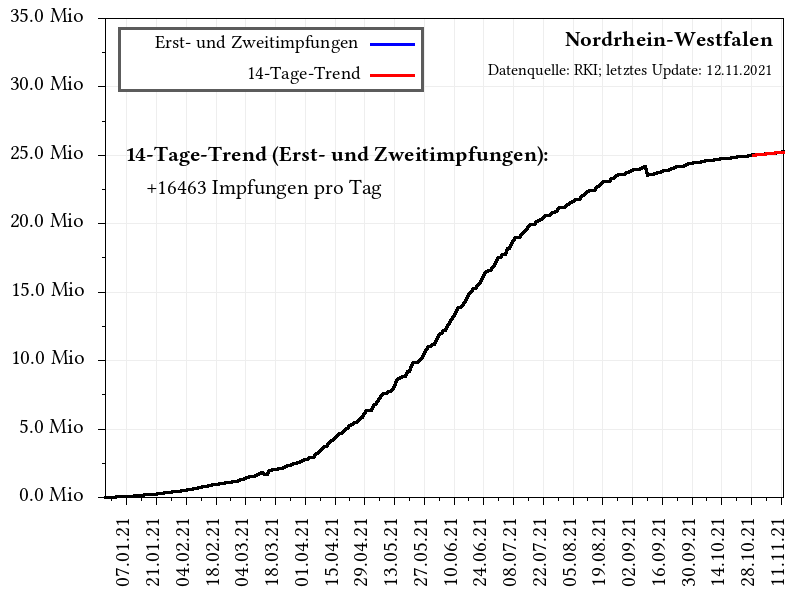 35.0 Mio
30.0 Mio
25.0 Mio
20.0 Mio
15.0 Mio
10.0 Mio
5.0 Mio
0.0 Mio
Erst- und Zweitimpfungen
14-Tage-Trend
Nordrhein-Westfalen
Datenquelle: RKI; letztes Update: 12.11.2021
14-Tage-Trend (Erst- und Zweitimpfungen):
+16463 Impfungen pro Tag
07.01.21
21.01.21
04.02.21
18.02.21
04.03.21
18.03.21
01.04.21
15.04.21
29.04.21
13.05.21
27.05.21
10.06.21
24.06.21
08.07.21
22.07.21
05.08.21
19.08.21
02.09.21
16.09.21
30.09.21
14.10.21
28.10.21
11.11.21